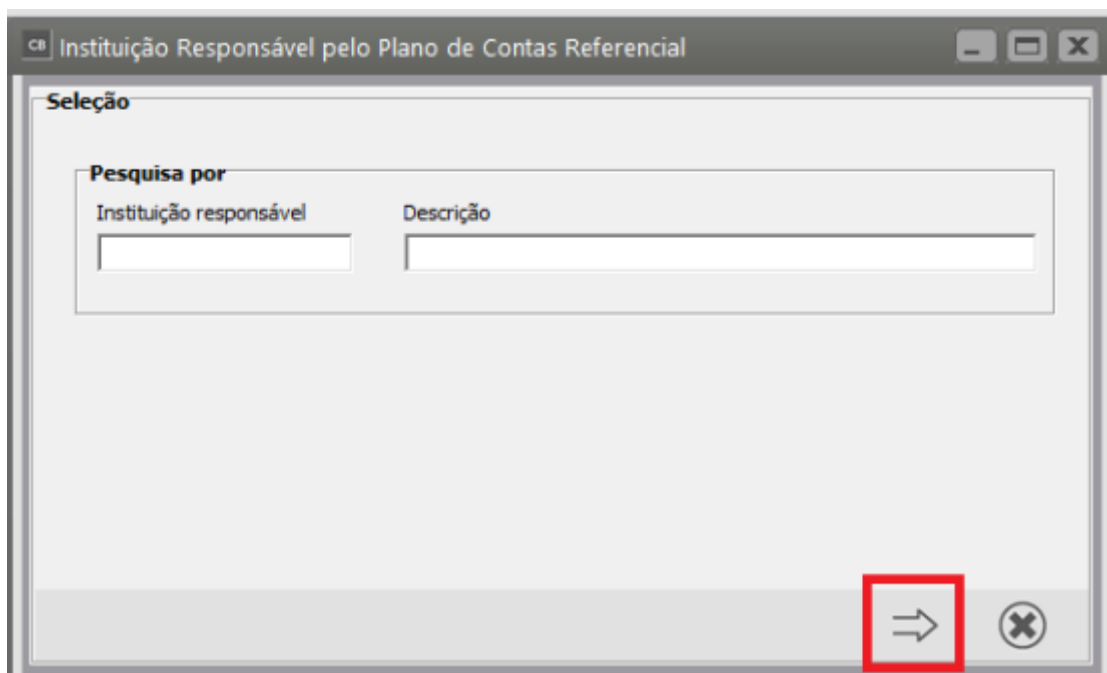 CB Instituição Responsável pelo Plano de Contas Referencial
Seleção
Pesquisa por
Instituição responsável Descrição